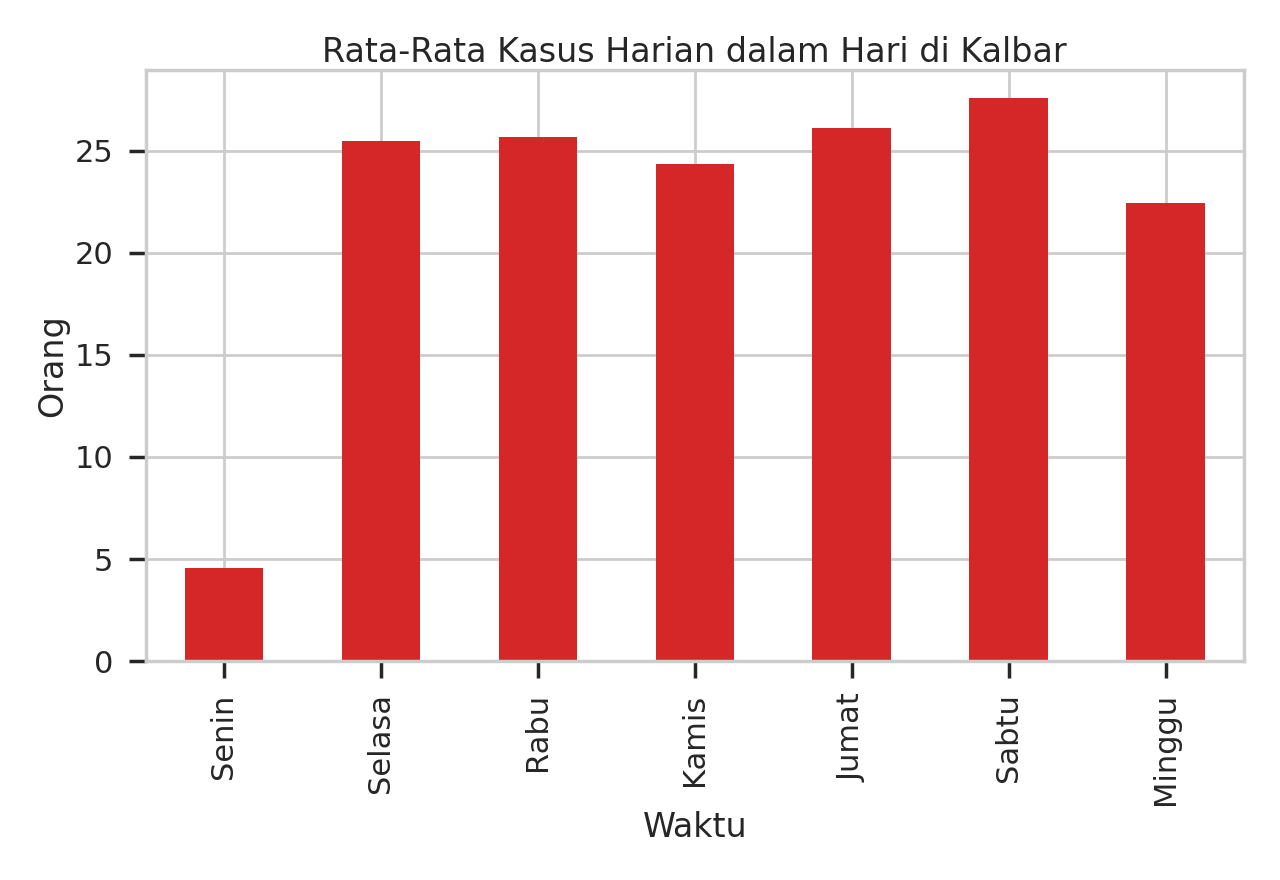 Rata-Rata Kasus Harian dalam Hari di Kalbar
Orang
25
20
15
10
5
0
Senin
Selasa
Rabu
Kamis
Jumat
Sabtu
Minggu
Waktu